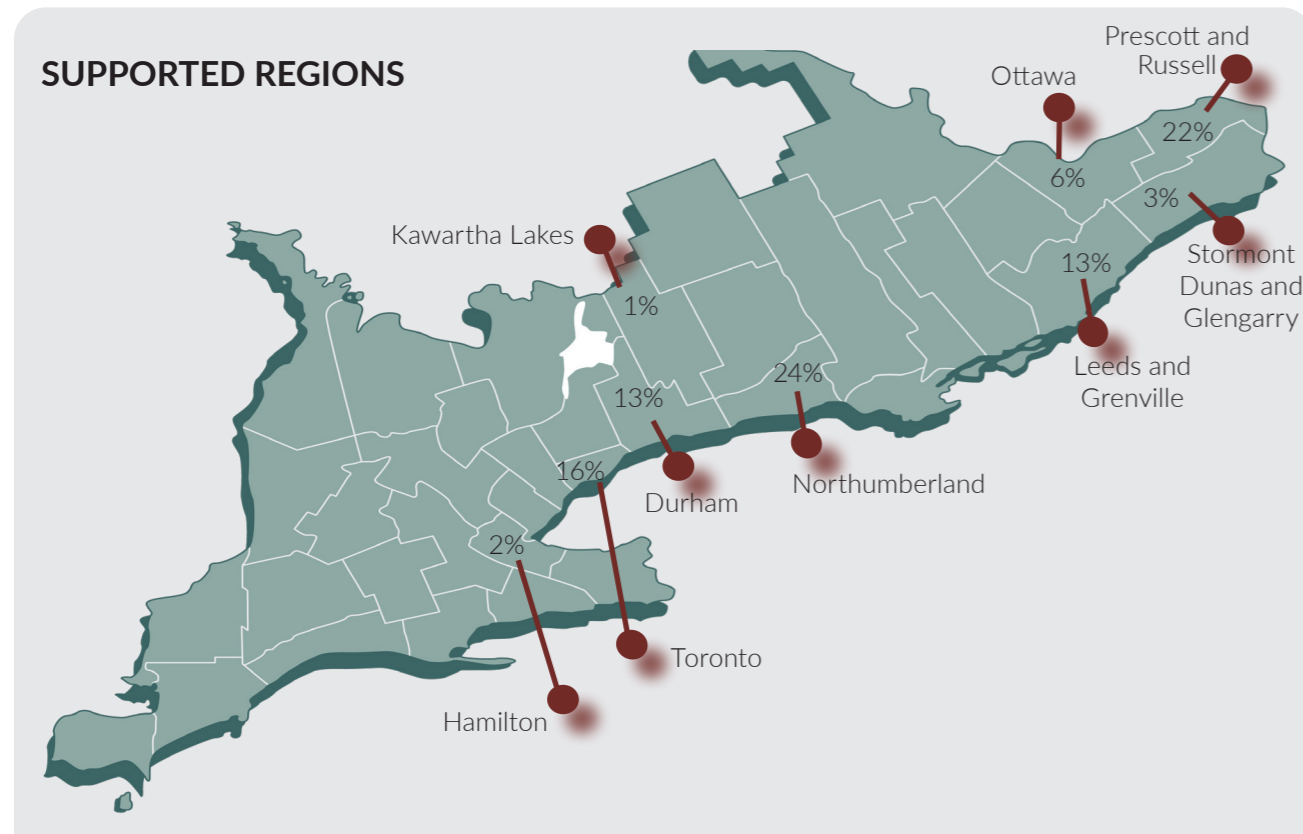 SUPPORTED REGIONS
Prescott and
Russell
Ottawa
22%
6%
3%
Kawartha Lakes
Stormont
Dunas and
Glengarry
13%
1%
Leeds and
Grenville
24%
13%
Northumberland
16%
Durham
2%
Toronto
Hamilton